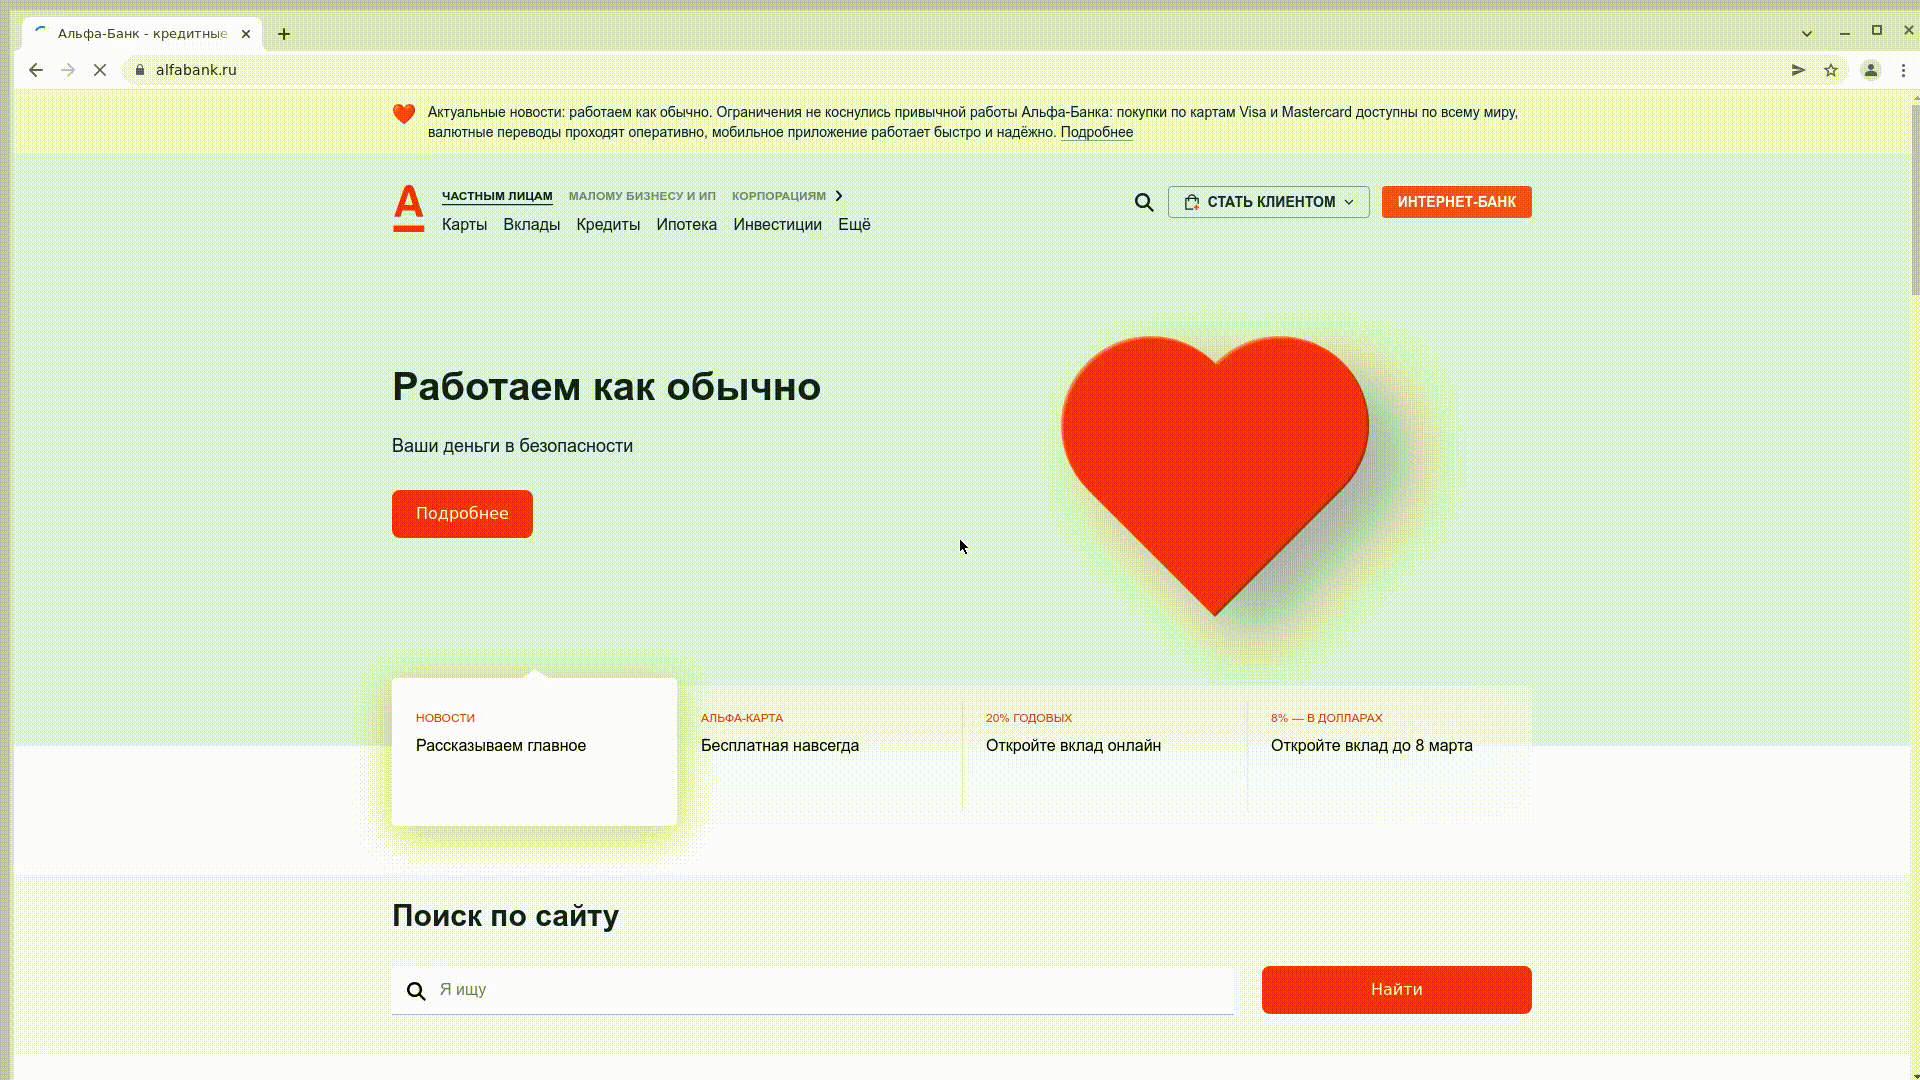 Альфа-Банк - кредитные
alfabank.ru
Актуальные новости: работаем как обычно. Ограничения не коснулись привычной работы Альфа-Банка: покупки по картам Visa и Mastercard доступны по всему миру,
валютные переводы проходят оперативно, мобильное приложение работает быстро и надёжно. Подробнее
А
ЧАСТНЫМ ЛИЦАМ МАЛОМУ БИЗНЕСУ И ИП КОРПОРАЦИЯМ
Карты Вклады Кредиты Ипотека Инвестиции Ещё
СТАТЬ КЛИЕНТОМ
ИНТЕРНЕТ-БАНК
Работаем как обычно
Ваши деньги в безопасности
Подробнее
НОВОСТИ
Рассказываем главное
АЛЬФА-КАРТА
Бесплатная навсегда
20% ГОДОВЫХ
Откройте вклад онлайн
8% — В ДОЛЛАРАХ
Откройте вклад до 8 марта
Поиск по сайту
Я ищу
Найти